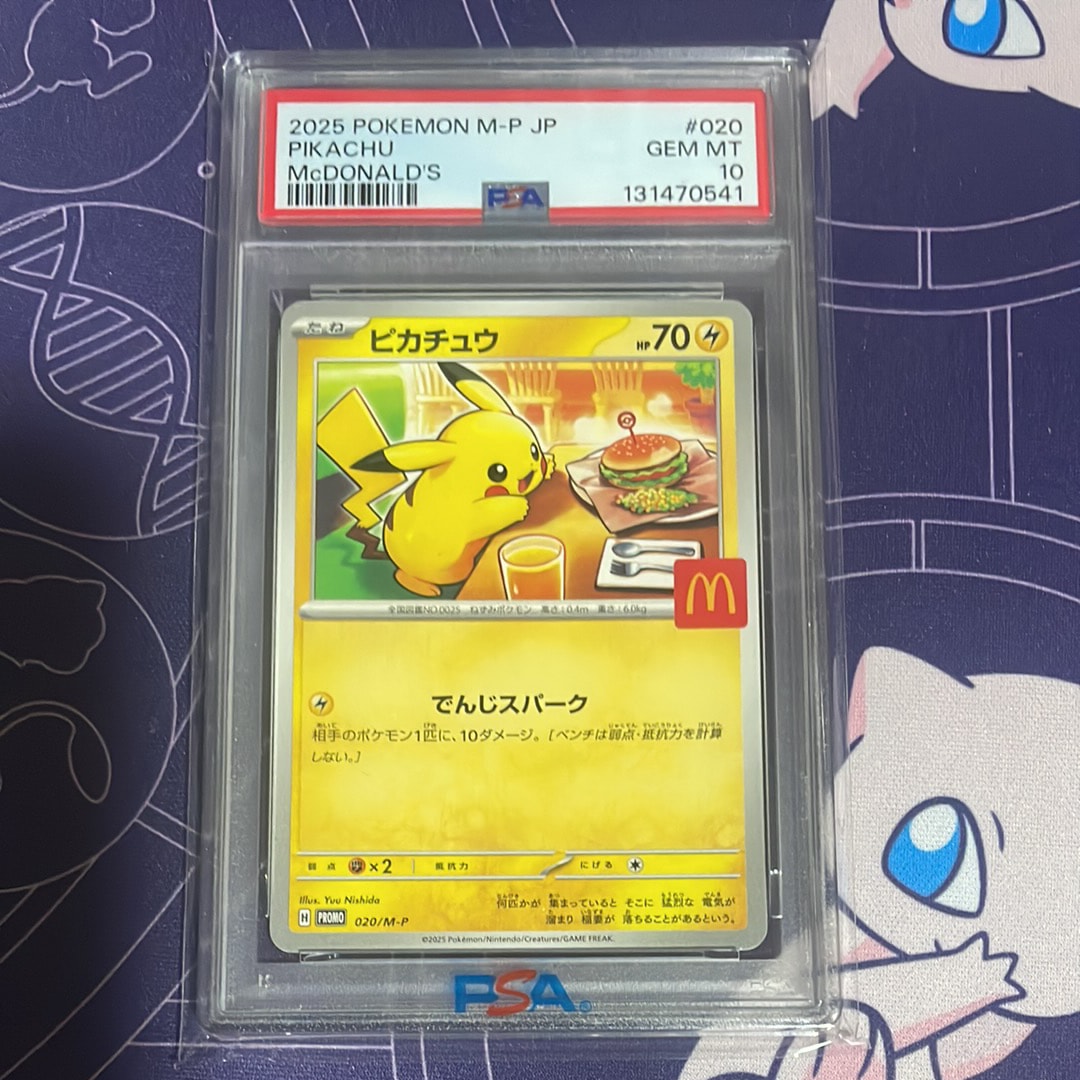 2025 POKEMON M-P JP
#020
PIKACHU
GEM MT
McDONALD'S
10
PSA
131470541
たね
ピカチュウ
HP70
全国図鑑NO.0025 ねずみポケモン 高さ:0.4m 重さ:6.0kg
M
でんじスパーク
相手のポケモン1匹に、10ダメージ。[ベンチは弱点・抵抗力を計算
しない。]
弱点 ×2 抵抗力 にげる
Illus. Yuu Nishida
何匹かが 集まっていると そこに 猛烈な 電気が
溜まり 稲妻が 落ちることがあるという。
PROMO 020/M-P
©2025 Pokémon/Nintendo/Creatures/GAME FREAK.
PSA®